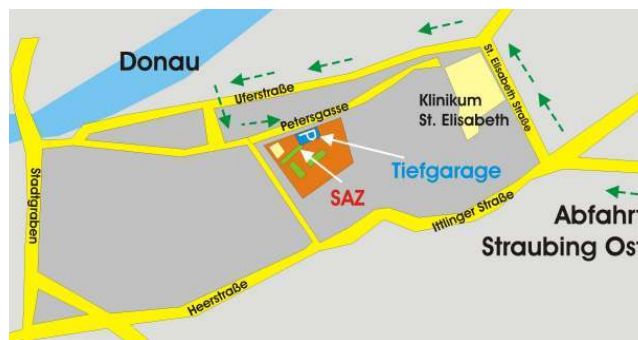 Donau
Uferstraße
St. Elisabeth Straße
Petersgasse
Klinikum
St. Elisabeth
P
Tiefgarage
SAZ
Stadtgraben
Ittlinger Straße
Abfahrt
Straubing Ost
Heerstraße